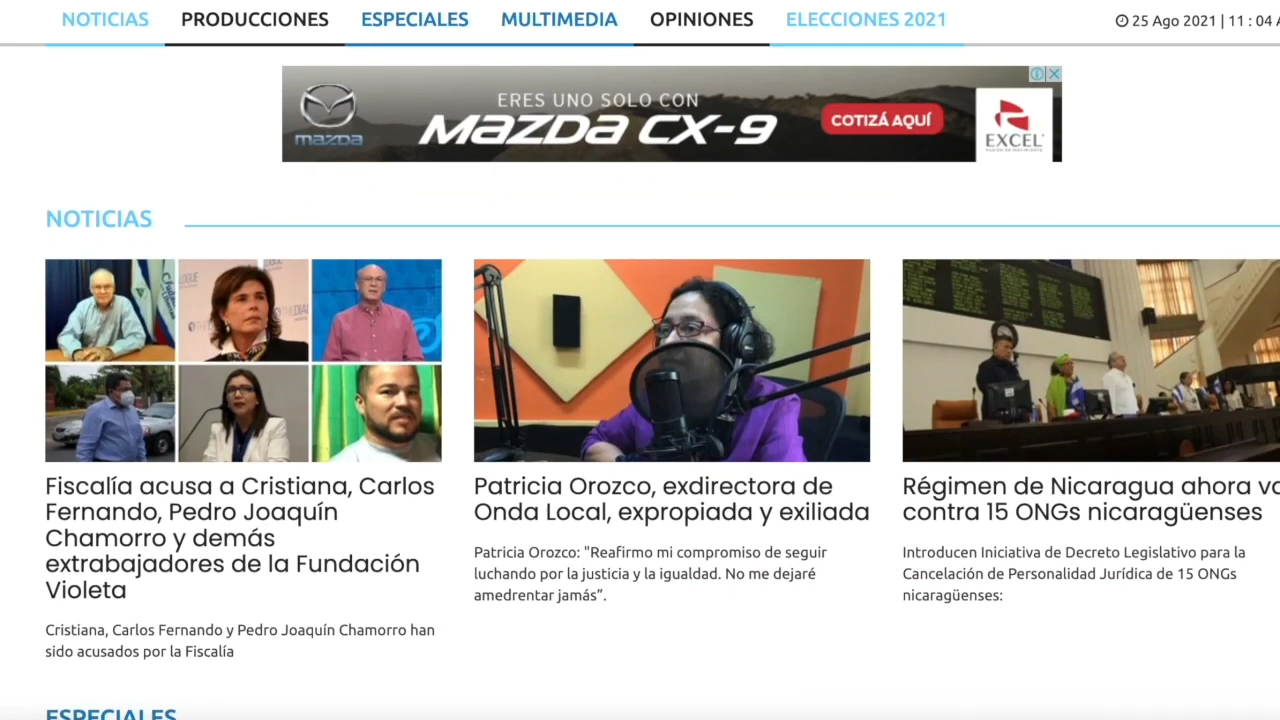 NOTICIAS PRODUCCIONES ESPECIALES MULTIMEDIA OPINIONES ELECCIONES 2021 25 Ago 2021 | 11 : 04
ERES UNO SOLO CON
mazda
MAZDA CX-9
COTIZÁ AQUÍ
EXCEL
NOTICIAS
Fiscalía acusa a Cristiana, Carlos
Fernando, Pedro Joaquín
Chamorro y demás
extrabajadores de la Fundación
Violeta
Cristiana, Carlos Fernando y Pedro Joaquín Chamorro han
sido acusados por la Fiscalía
Patricia Orozco, exdirectora de
Onda Local, expropiada y exiliada
Patricia Orozco: "Reafirmo mi compromiso de seguir
luchando por la justicia y la igualdad. No me dejaré
amedrentar jamás”.
Régimen de Nicaragua ahora
contra 15 ONGs nicaragüenses
Introducen Iniciativa de Decreto Legislativo para la
Cancelación de Personalidad Jurídica de 15 ONGs
nicaragüenses:
ESPECIALES